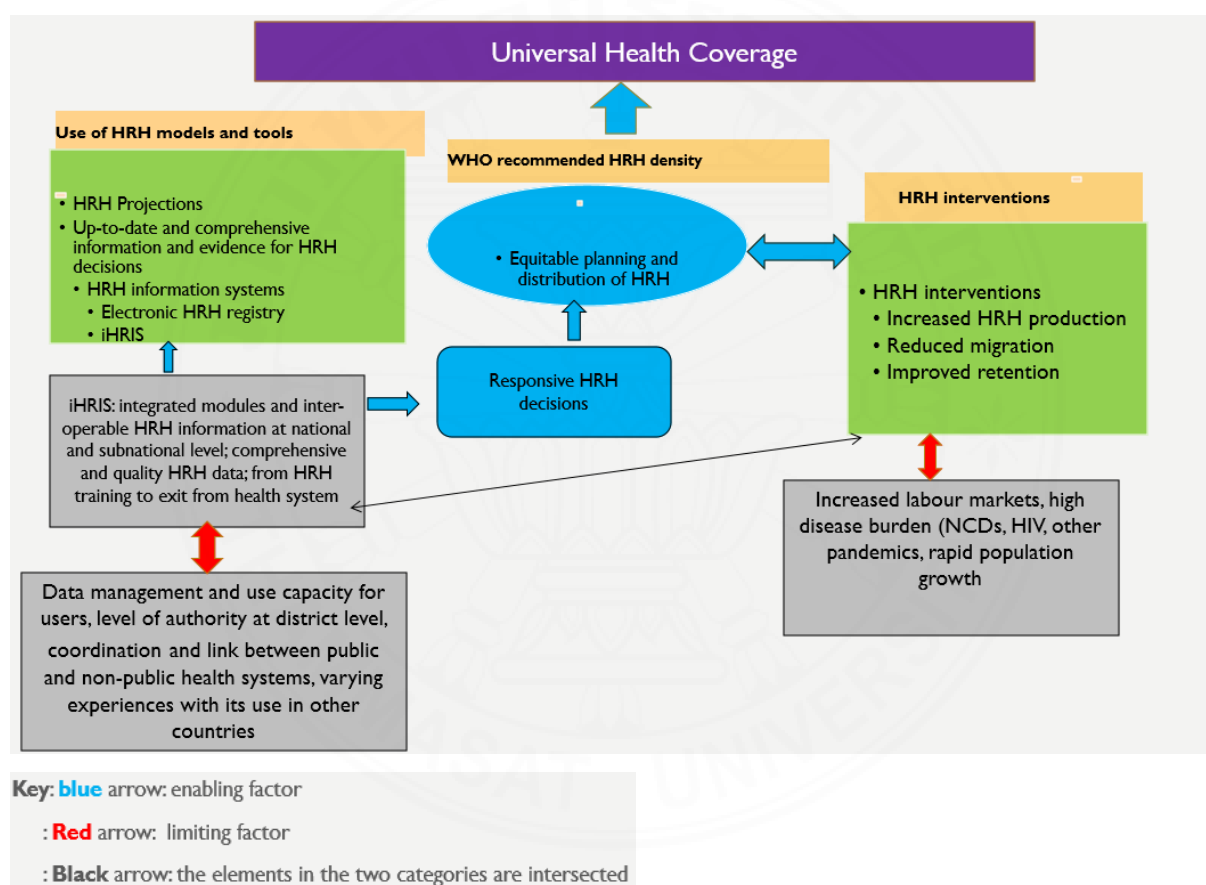 Universal Health Coverage
Use of HRH models and tools
• HRH Projections
• Up-to-date and comprehensive
information and evidence for HRH
decisions
• HRH information systems
• Electronic HRH registry
• iHRIS
WHO recommended HRH density
• Equitable planning and
distribution of HRH
HRH interventions
• HRH interventions
• Increased HRH production
• Reduced migration
• Improved retention
iHRIS: integrated modules and inter-
operable HRH information at national
and subnational level; comprehensive
and quality HRH data; from HRH
training to exit from health system
Responsive HRH
decisions
Increased labour markets, high
disease burden (NCDs, HIV, other
pandemics, rapid population
growth
Data management and use capacity for
users, level of authority at district level,
coordination and link between public
and non-public health systems, varying
experiences with its use in other
countries
Key: blue arrow: enabling factor
: Red arrow: limiting factor
: Black arrow: the elements in the two categories are intersected